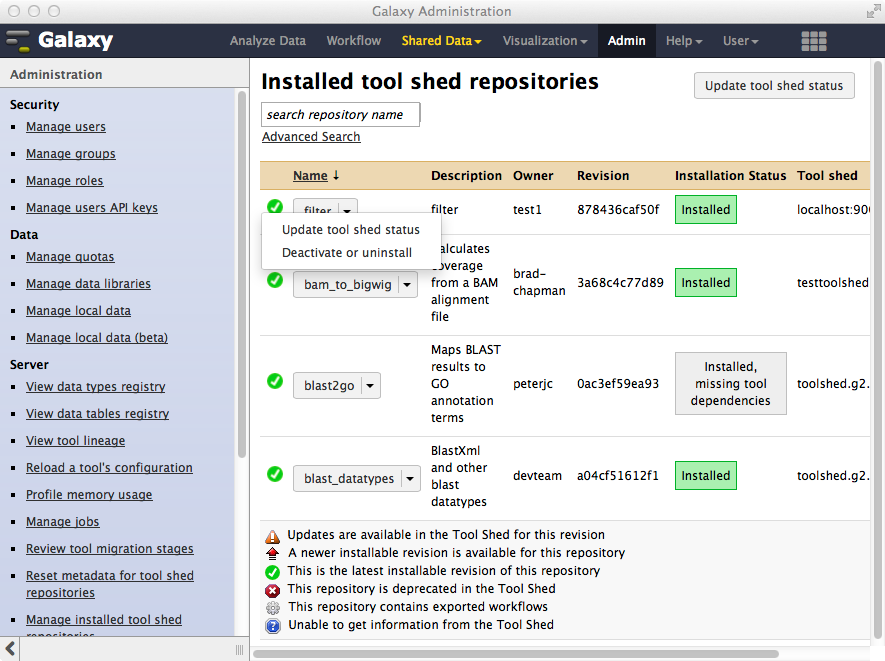 Galaxy Administration
Galaxy
Analyze Data Workflow Shared Data Visualization Admin Help User
Administration
Security
Manage users
Manage groups
Manage roles
Manage users API keys
Data
Manage quotas
Manage data libraries
Manage local data
Manage local data (beta)
Server
View data types registry
View data tables registry
View tool lineage
Reload a tool's configuration
Profile memory usage
Manage jobs
Review tool migration stages
Reset metadata for tool shed
repositories
Manage installed tool shed
repositories
Installed tool shed repositories
Update tool shed status
search repository name
Advanced Search
Name ↓ Description Owner Revision Installation Status Tool shed
filter filter test1 878436caf50f Installed localhost:900
Update tool shed status
Deactivate or uninstall
bam_to_bigwig
Calculates
coverage
from a BAM
alignment
file
brad-
chapman
3a68c4c77d89 Installed testtoolshed
blast2go
Maps BLAST
results to
GO
annotation
terms
peterjc 0ac3ef59ea93
Installed,
missing tool
dependencies
toolshed.g2.
blast_datatypes
BlastXml
and other
blast
datatypes
devteam a04cf51612f1 Installed toolshed.g2.
Updates are available in the Tool Shed for this revision
A newer installable revision is available for this repository
This is the latest installable revision of this repository
This repository is deprecated in the Tool Shed
This repository contains exported workflows
Unable to get information from the Tool Shed